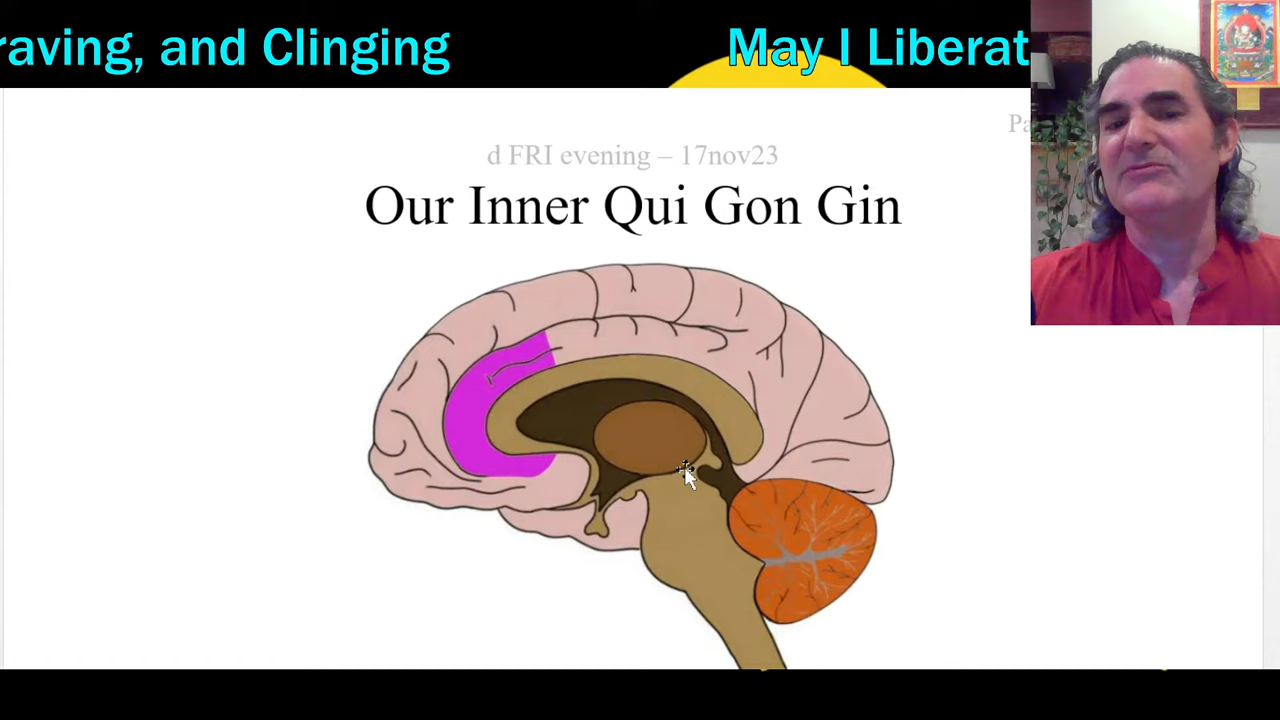 raving, and Clinging
May I Liberat
d FRI evening – 17nov23
Our Inner Qui Gon Gin